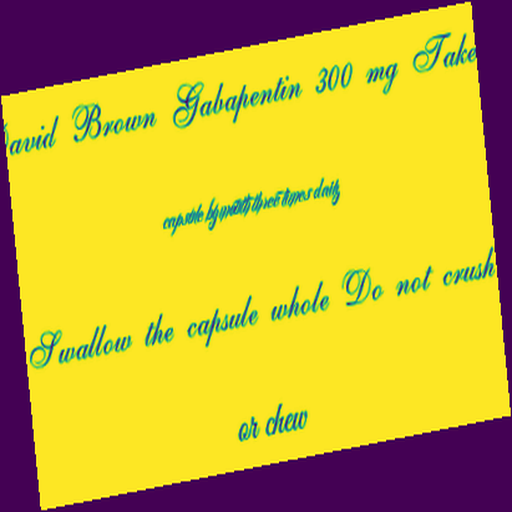 David Brown Gabapentin 300 mg Take
capsule by mouth three times daily
Swallow the capsule whole Do not crush
or chew